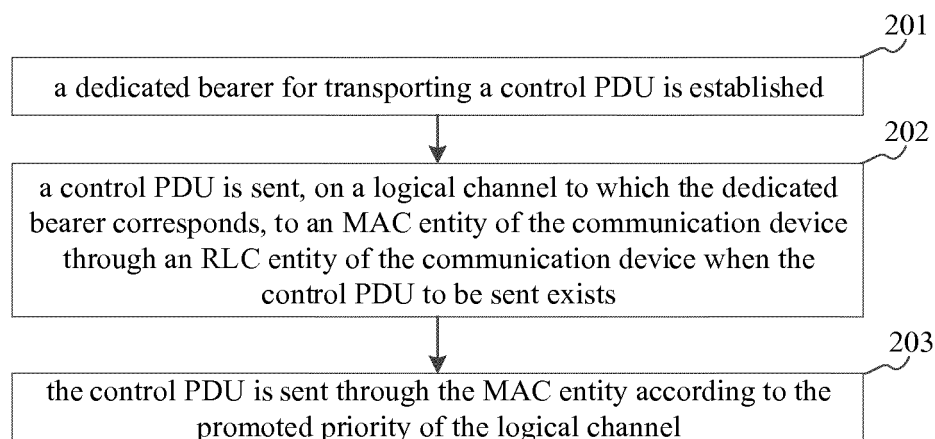 201
a dedicated bearer for transporting a control PDU is established
202
a control PDU is sent, on a logical channel to which the dedicated
bearer corresponds, to an MAC entity of the communication device
through an RLC entity of the communication device when the
control PDU to be sent exists
203
the control PDU is sent through the MAC entity according to the
promoted priority of the logical channel